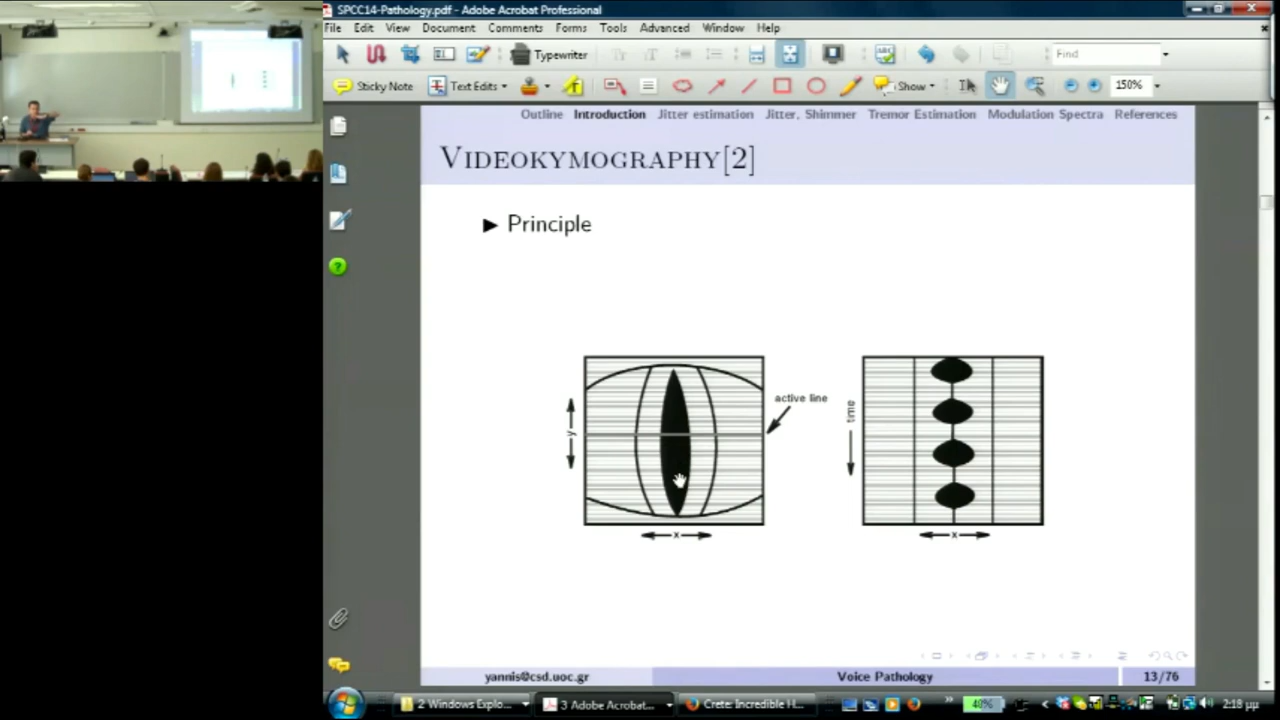 SPCC14-Pathology.pdf - Adobe Acrobat Professional
File Edit View Document Comments Forms Tools Advanced Window Help
Typewriter Find
Sticky Note Text Edits Show 150%
Outline Introduction Jitter estimation Jitter, Shimmer Tremor Estimation Modulation Spectra References
VIDEOKYMOGRAPHY[2]
Principle
active line
y
time
x
x
yannis@csd.uoc.gr Voice Pathology 13/76
2 Windows Explo... 3 Adobe Acrobat... Crete: Incredible H... 40% 2:18 μμ